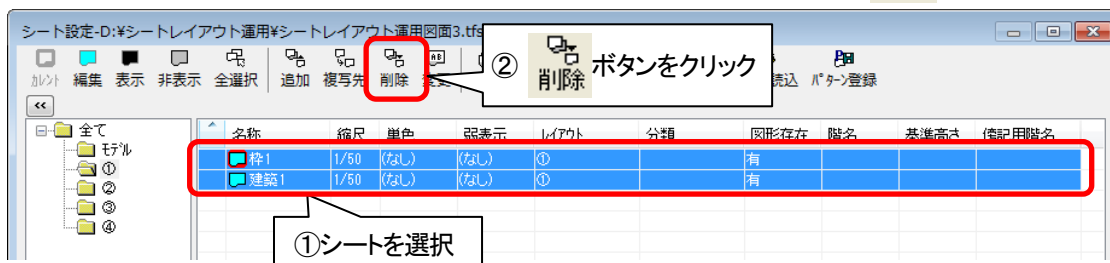 シート設定-D:¥シートレイアウト運用¥シートレイアウト運用図面3.tfs
カレント 編集 表示 非表示 全選択 追加 複写先 削除 変更 読込 パターン登録
② 削除 ボタンをクリック
<<
全て
モデル
①
②
③
④
名称 縮尺 単色 弱表示 レイアウト 分類 図形存在 階名 基準高さ 傍記用階名
枠1 1/50 (なし) (なし) ① 有
建築1 1/50 (なし) (なし) ① 有
①シートを選択